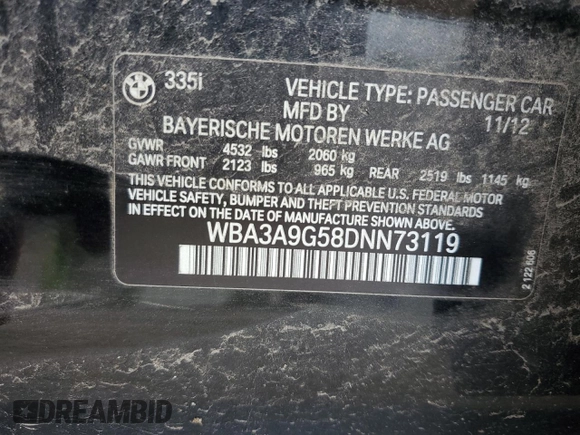 335i
VEHICLE TYPE: PASSENGER CAR
MFD BY 11/12
BAYERISCHE MOTOREN WERKE AG
GVWR 4532 lbs 2060 kg
GAWR FRONT 2123 lbs 965 kg REAR 2519 lbs 1145 kg
THIS VEHICLE CONFORMS TO ALL APPLICABLE U.S. FEDERAL MOTOR
VEHICLE SAFETY, BUMPER AND THEFT PREVENTION STANDARDS
IN EFFECT ON THE DATE OF MANUFACTURE SHOWN ABOVE.
WBA3A9G58DNN73119
2 122 606
DREAMBID